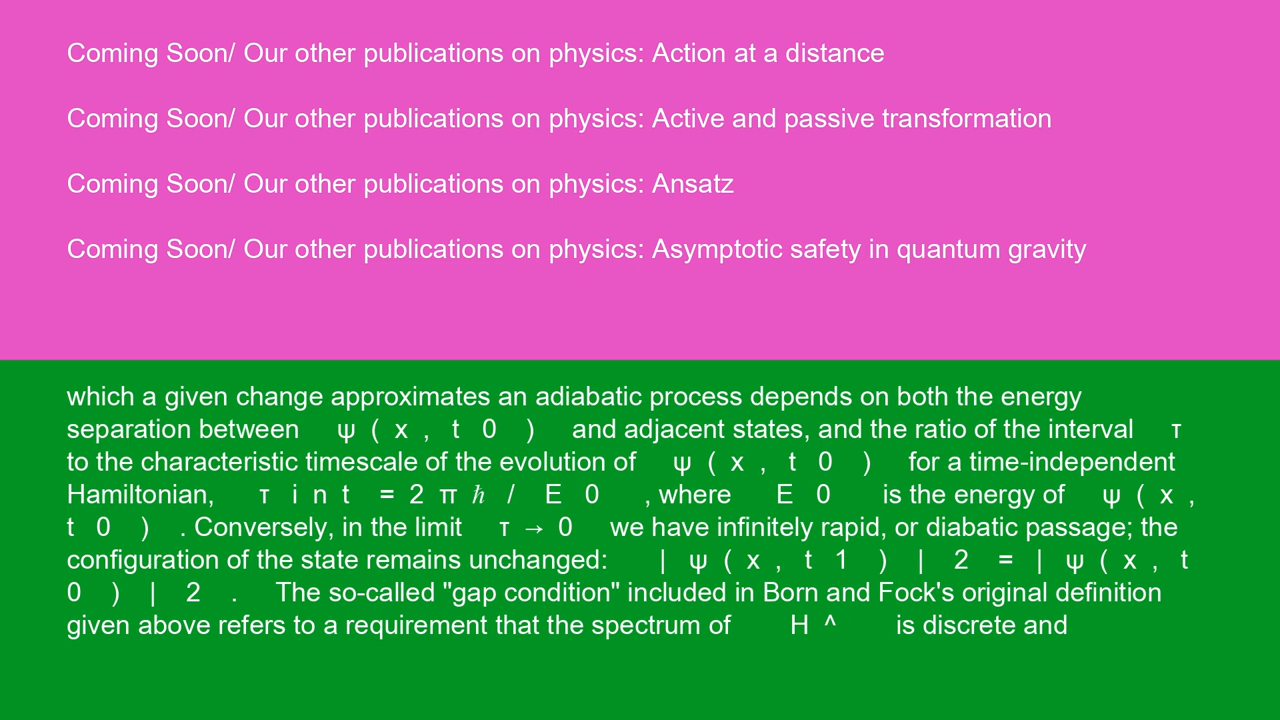 Coming Soon/ Our other publications on physics: Action at a distance
Coming Soon/ Our other publications on physics: Active and passive transformation
Coming Soon/ Our other publications on physics: Ansatz
Coming Soon/ Our other publications on physics: Asymptotic safety in quantum gravity
which a given change approximates an adiabatic process depends on both the energy
separation between ψ ( x , t 0 ) and adjacent states, and the ratio of the interval τ
to the characteristic timescale of the evolution of ψ ( x , t 0 ) for a time-independent
Hamiltonian, τ i n t = 2 π ℏ / E 0 , where E 0 is the energy of ψ ( x ,
t 0 ) . Conversely, in the limit τ → 0 we have infinitely rapid, or diabatic passage; the
configuration of the state remains unchanged: | ψ ( x , t 1 ) | 2 = | ψ ( x , t
0 ) | 2 . The so-called "gap condition" included in Born and Fock's original definition
given above refers to a requirement that the spectrum of H ^ is discrete and